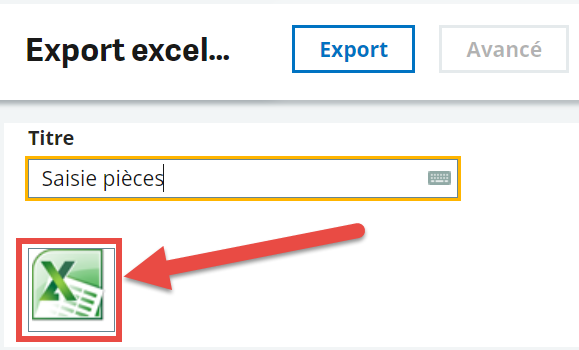 Export excel...
Export
Avancé
Titre
Saisie pièces